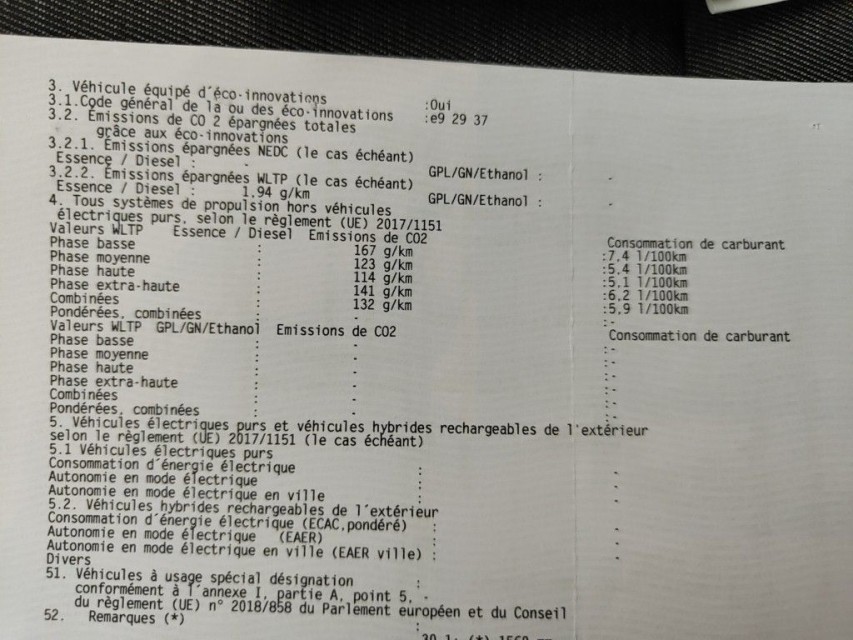 3. Véhicule équipé d'éco-innovations :Oui
3.1.Code général de la ou des éco-innovations :e9 29 37
3.2. Émissions de CO 2 épargnées totales
grâce aux éco-innovations
3.2.1. Émissions épargnées NEDC (le cas échéant)
Essence / Diesel : - GPL/GN/Ethanol : -
3.2.2. Émissions épargnées WLTP (le cas échéant)
Essence / Diesel : 1,94 g/km GPL/GN/Ethanol : -
4. Tous systèmes de propulsion hors véhicules
électriques purs, selon le règlement (UE) 2017/1151
Valeurs WLTP Essence / Diesel Emissions de CO2 Consommation de carburant
Phase basse : 167 g/km :7,4 l/100km
Phase moyenne : 123 g/km :5,4 l/100km
Phase haute : 114 g/km :5,1 l/100km
Phase extra-haute : 141 g/km :6,2 l/100km
Combinées : 132 g/km :5,9 l/100km
Pondérées, combinées : - :-
Valeurs WLTP GPL/GN/Ethanol Emissions de CO2 Consommation de carburant
Phase basse : - :-
Phase moyenne : - :-
Phase haute : - :-
Phase extra-haute : - :-
Combinées : - :-
Pondérées, combinées : - :-
5. Véhicules électriques purs et véhicules hybrides rechargeables de l'extérieur
selon le règlement (UE) 2017/1151 (le cas échéant)
5.1 Véhicules électriques purs
Consommation d'énergie électrique : -
Autonomie en mode électrique : -
Autonomie en mode électrique en ville : -
5.2. Véhicules hybrides rechargeables de l'extérieur
Consommation d'énergie électrique (ECAC,pondéré) : -
Autonomie en mode électrique (EAER) : -
Autonomie en mode électrique en ville (EAER ville) : -
Divers
51. Véhicules à usage spécial désignation :
conformément à l'annexe I, partie A, point 5, -
du règlement (UE) n° 2018/858 du Parlement européen et du Conseil
52. Remarques (*) :